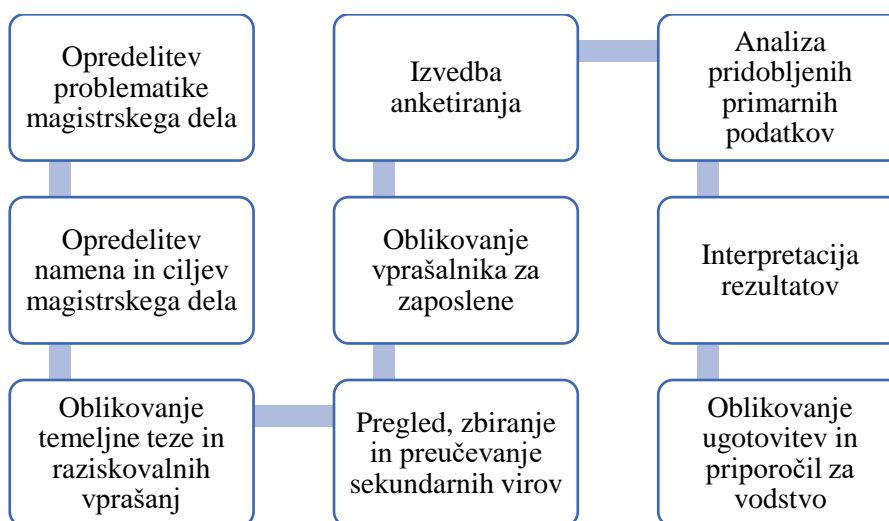 Opredelitev
problematike
magistrskega dela
Opredelitev
namena in ciljev
magistrskega dela
Oblikovanje
temeljne teze in
raziskovalnih
vprašanj
Pregled, zbiranje
in preučevanje
sekundarnih virov
Oblikovanje
vprašalnika za
zaposlene
Izvedba
anketiranja
Analiza
pridobljenih
primarnih
podatkov
Interpretacija
rezultatov
Oblikovanje
ugotovitev in
priporočil za
vodstvo